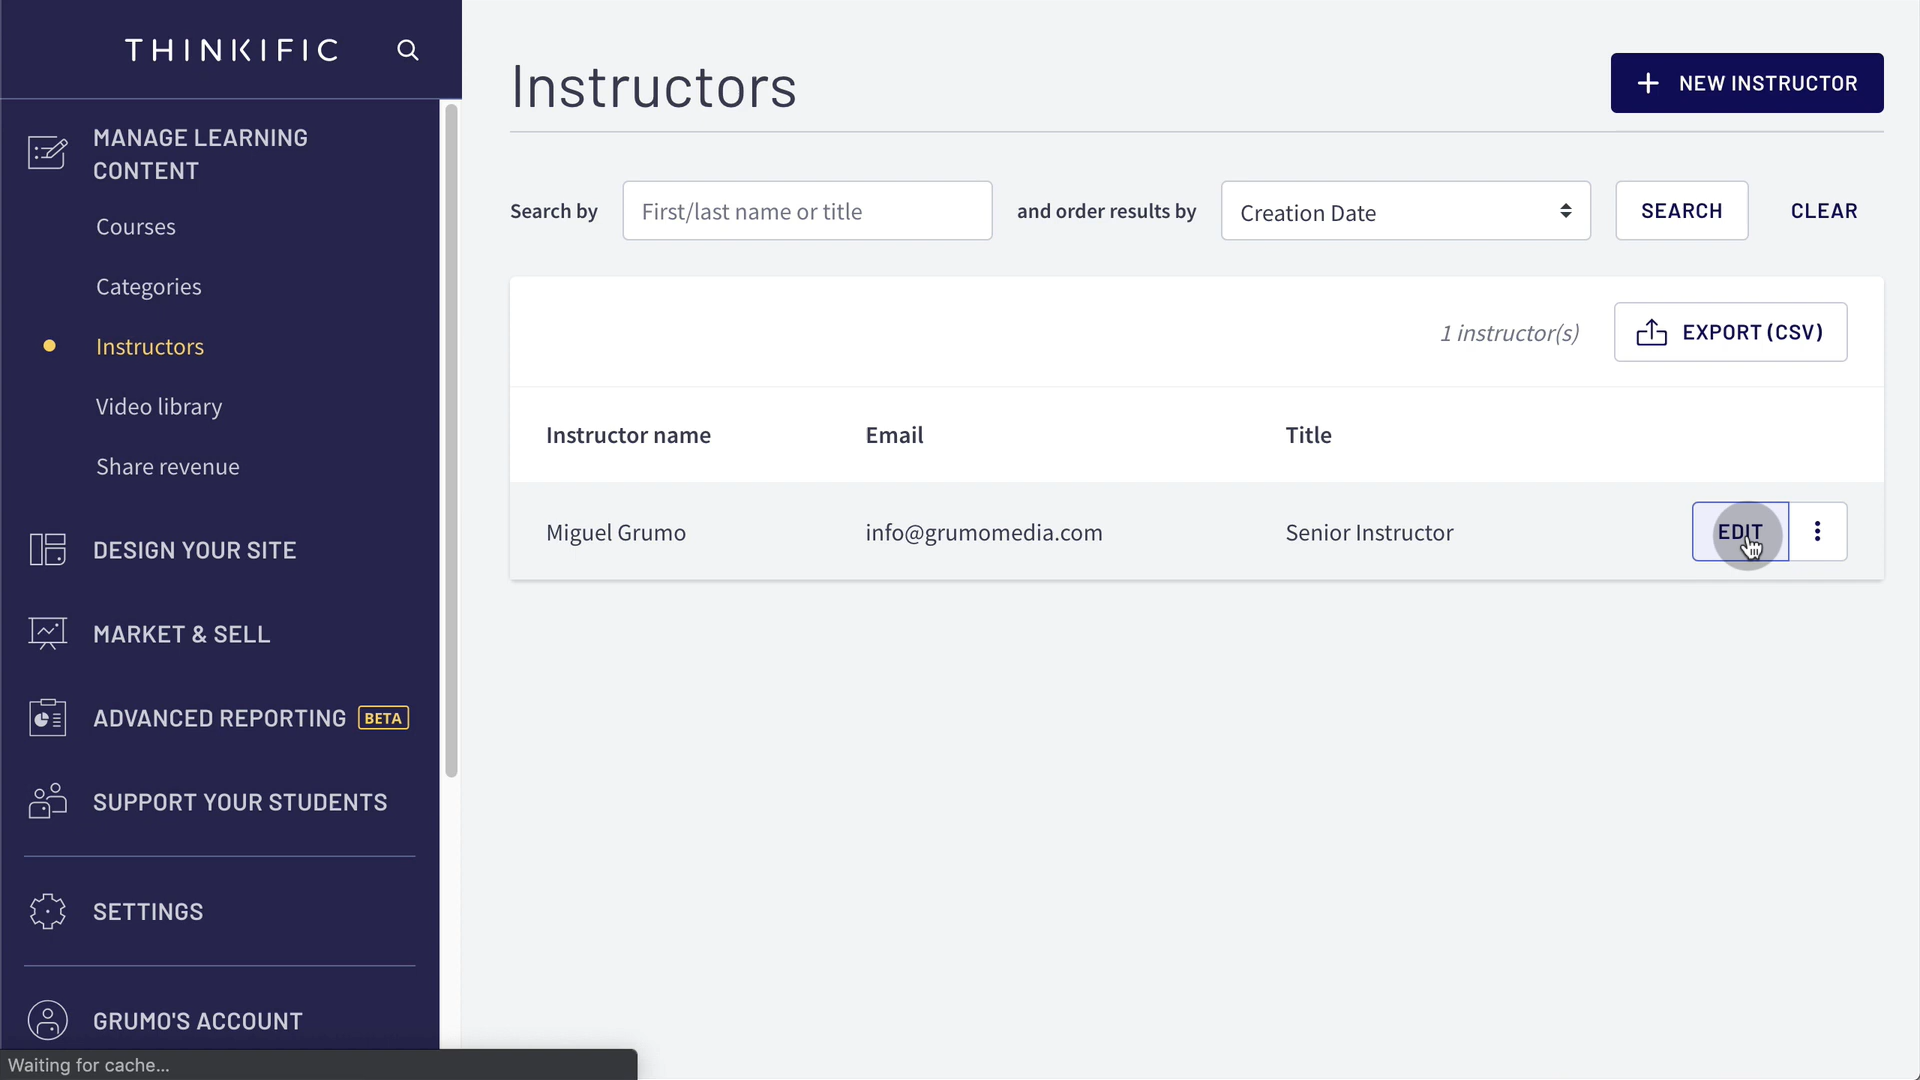 THINKIFIC
MANAGE LEARNING
CONTENT
Courses
Categories
Instructors
Video library
Share revenue
DESIGN YOUR SITE
MARKET & SELL
ADVANCED REPORTING BETA
SUPPORT YOUR STUDENTS
SETTINGS
GRUMO'S ACCOUNT
Waiting for cache...
Instructors
+ NEW INSTRUCTOR
Search by First/last name or title and order results by Creation Date SEARCH CLEAR
1 instructor(s) EXPORT (CSV)
Instructor name Email Title
Miguel Grumo info@grumomedia.com Senior Instructor EDIT